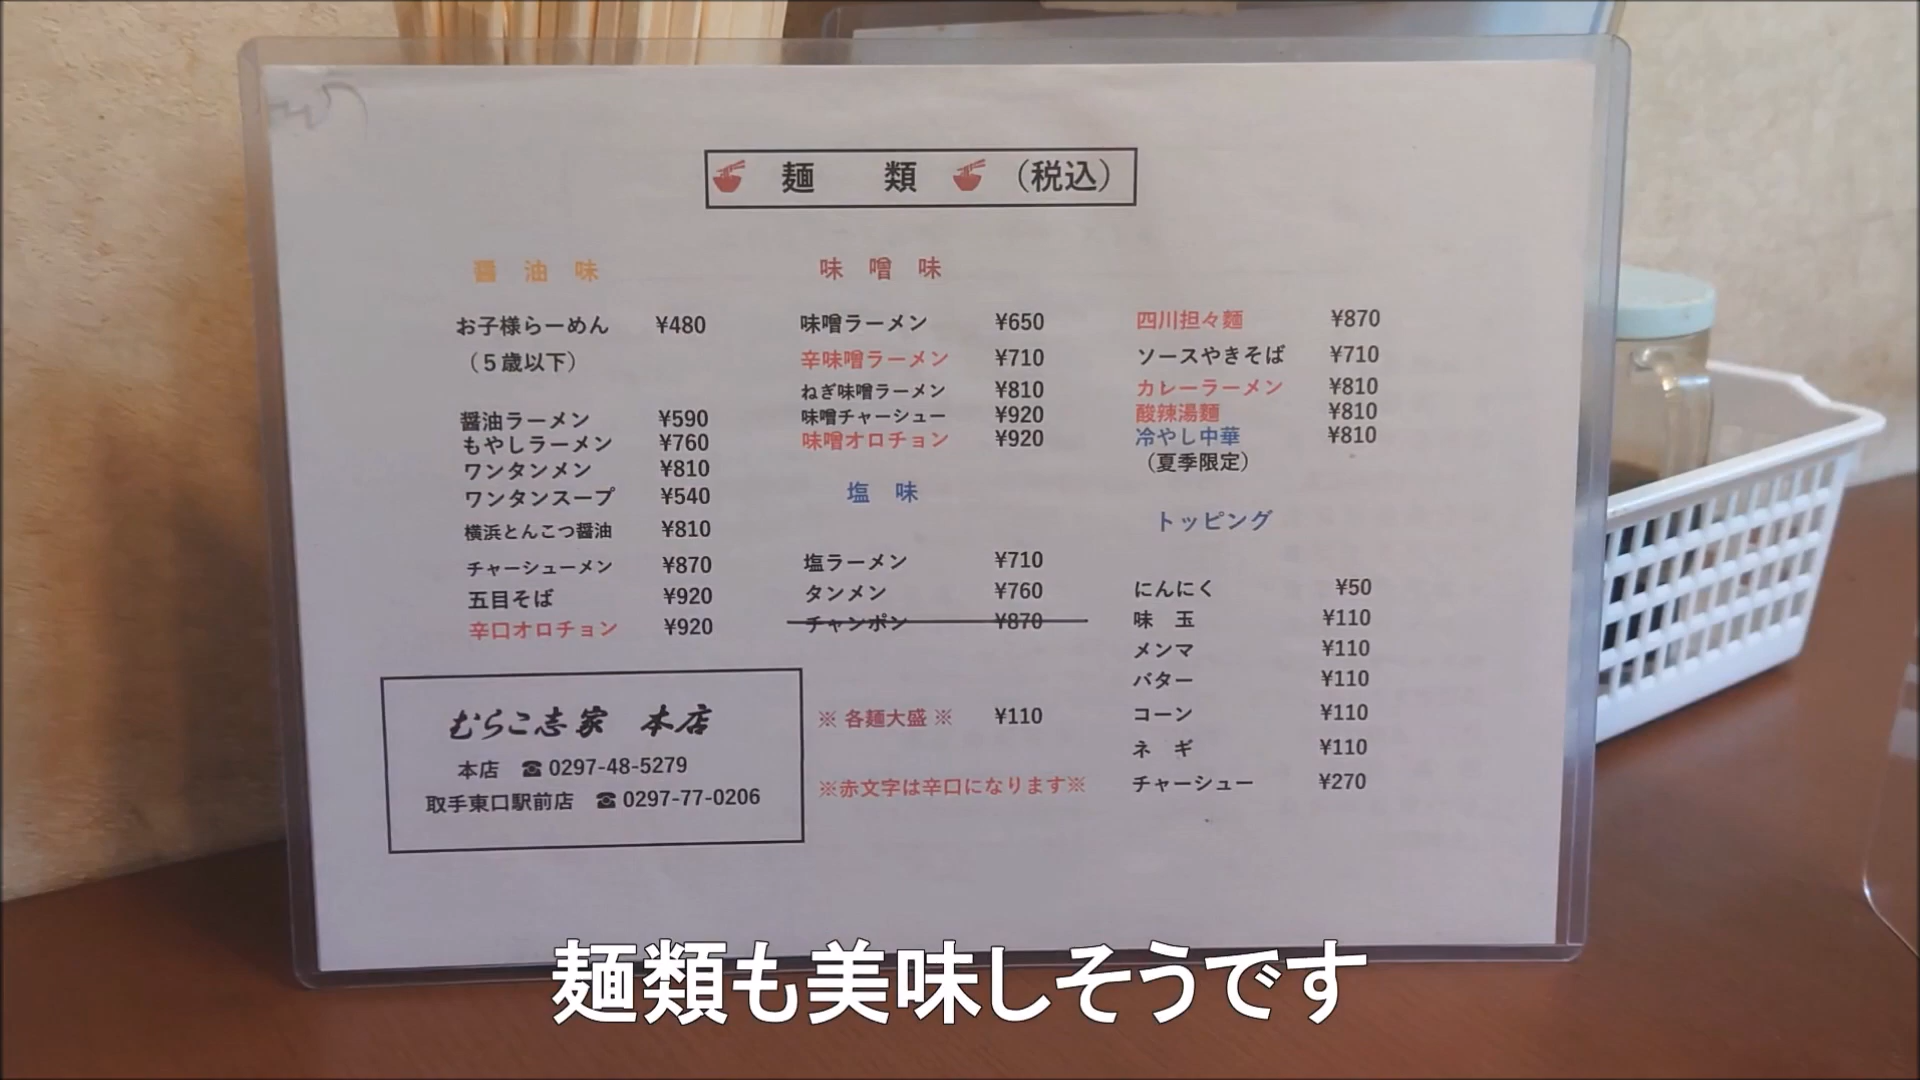 麺 類 (税込)
醤 油 味
お子様らーめん ¥480
(5歳以下)
醤油ラーメン ¥590
もやしラーメン ¥760
ワンタンメン ¥810
ワンタンスープ ¥540
横浜とんこつ醤油 ¥810
チャーシューメン ¥870
五目そば ¥920
辛口オロチョン ¥920
味 噌 味
味噌ラーメン ¥650
辛味噌ラーメン ¥710
ねぎ味噌ラーメン ¥810
味噌チャーシュー ¥920
味噌オロチョン ¥920
塩 味
塩ラーメン ¥710
タンメン ¥760
チャンポン ¥870
※ 各麺大盛 ※ ¥110
※赤文字は辛口になります※
四川担々麺 ¥870
ソースやきそば ¥710
カレーラーメン ¥810
酸辣湯麺 ¥810
冷やし中華 ¥810
(夏季限定)
トッピング
にんにく ¥50
味 玉 ¥110
メンマ ¥110
バター ¥110
コーン ¥110
ネ ギ ¥110
チャーシュー ¥270
むらこ志家 本店
本店 ☎0297-48-5279
取手東口駅前店 ☎0297-77-0206
麺類も美味しそうです